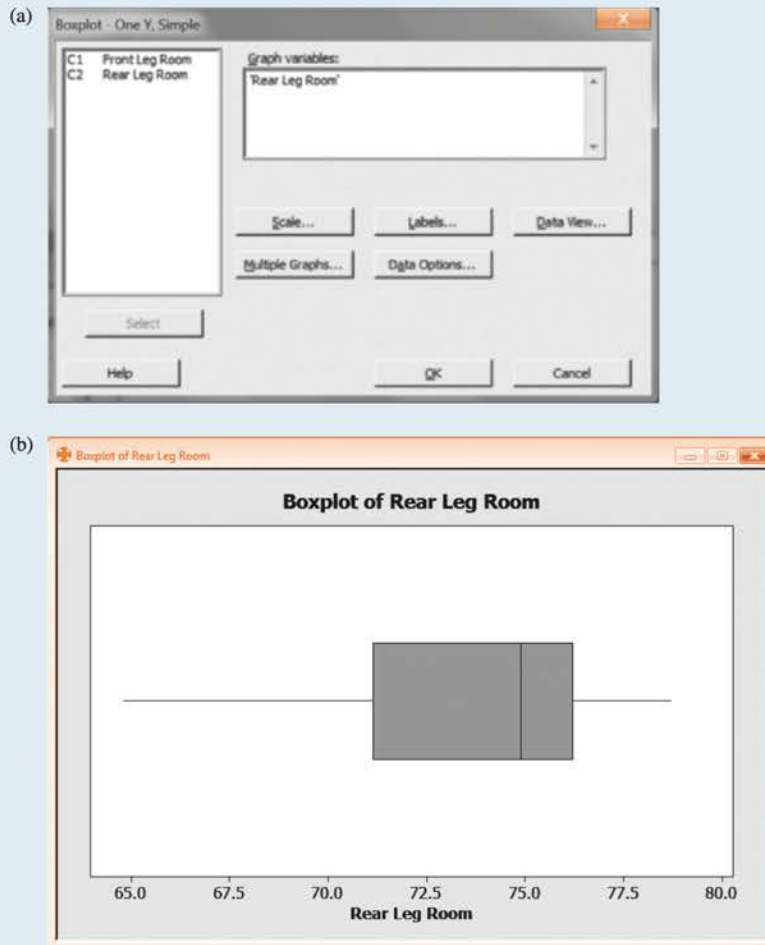 (a)
Boxplot - One Y, Simple
C1 Front Leg Room
C2 Rear Leg Room
Graph variables:
'Rear Leg Room'
Scale...
Labels...
Data View...
Multiple Graphs...
Data Options...
Select
Help
OK
Cancel
(b)
Boxplot of Rear Leg Room
Boxplot of Rear Leg Room
65.0 67.5 70.0 72.5 75.0 77.5 80.0
Rear Leg Room